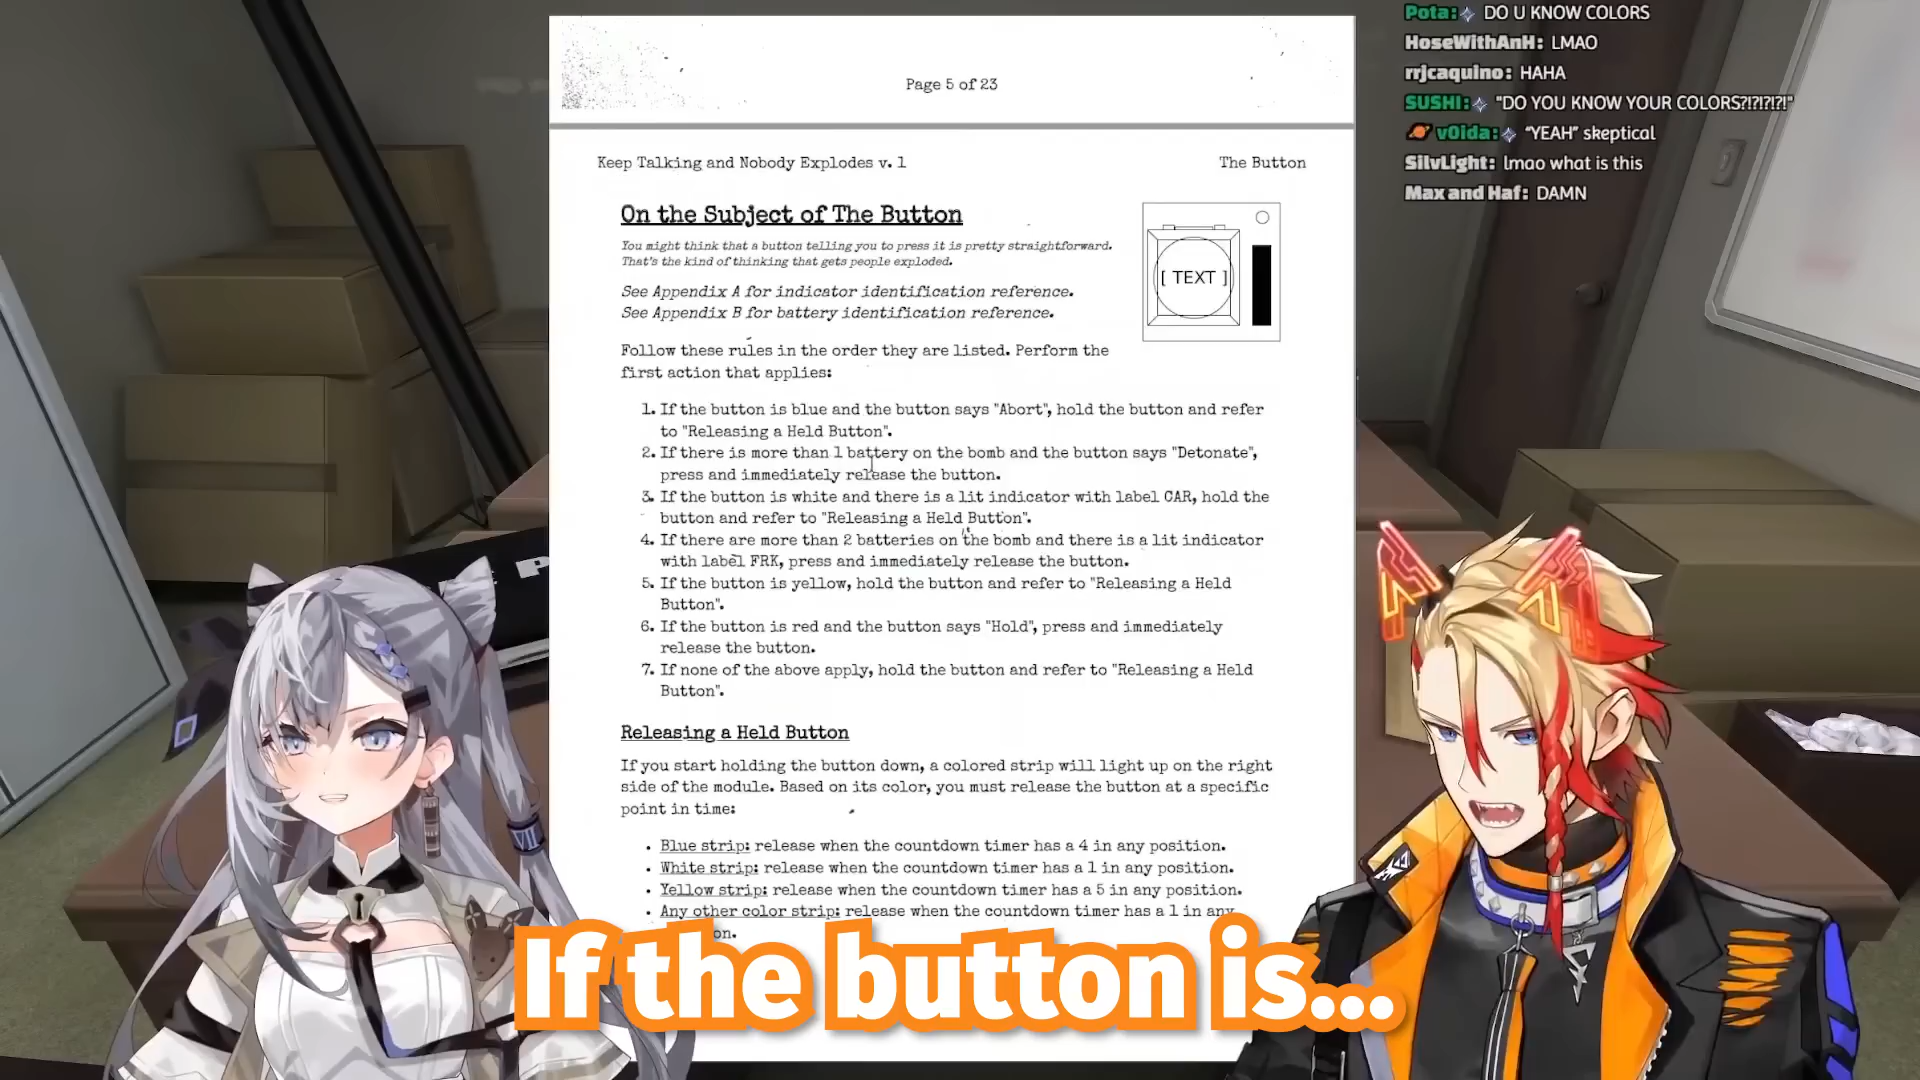 Page 5 of 23
Keep Talking and Nobody Explodes v. 1
The Button
On the Subject of The Button
You might think that a button telling you to press it is pretty straightforward.
That's the kind of thinking that gets people exploded.
See Appendix A for indicator identification reference.
See Appendix B for battery identification reference.
[ TEXT ]
Follow these rules in the order they are listed. Perform the
first action that applies:
1. If the button is blue and the button says "Abort", hold the button and refer
to "Releasing a Held Button".
2. If there is more than 1 battery on the bomb and the button says "Detonate",
press and immediately release the button.
3. If the button is white and there is a lit indicator with label CAR, hold the
button and refer to "Releasing a Held Button".
4. If there are more than 2 batteries on the bomb and there is a lit indicator
with label FRK, press and immediately release the button.
5. If the button is yellow, hold the button and refer to "Releasing a Held
Button".
6. If the button is red and the button says "Hold", press and immediately
release the button.
7. If none of the above apply, hold the button and refer to "Releasing a Held
Button".
Releasing a Held Button
If you start holding the button down, a colored strip will light up on the right
side of the module. Based on its color, you must release the button at a specific
point in time:
• Blue strip: release when the countdown timer has a 4 in any position.
• White strip: release when the countdown timer has a 1 in any position.
• Yellow strip: release when the countdown timer has a 5 in any position.
• Any other color strip: release when the countdown timer has a 1 in any
If the button is...
Pota: DO U KNOW COLORS
HoseWithAnH: LMAO
rrjcaquino: HAHA
SUSHI: "DO YOU KNOW YOUR COLORS?!?!?!?!"
v0ida: “YEAH” skeptical
SilvLight: lmao what is this
Max and Haf: DAMN